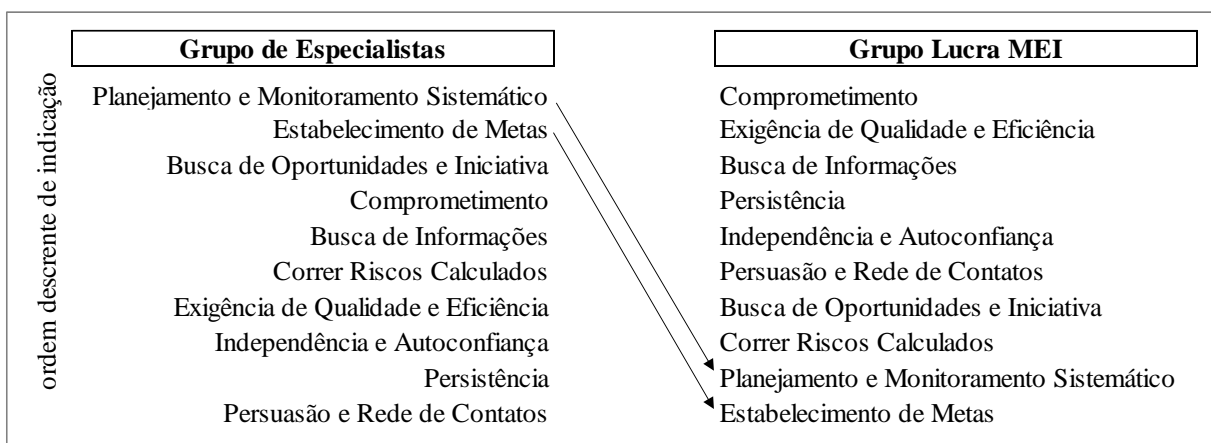 Grupo de Especialistas
Grupo Lucra MEI
ordem descrente de indicação
Planejamento e Monitoramento Sistemático
Estabelecimento de Metas
Busca de Oportunidades e Iniciativa
Comprometimento
Busca de Informações
Correr Riscos Calculados
Exigência de Qualidade e Eficiência
Independência e Autoconfiança
Persistência
Persuasão e Rede de Contatos
Comprometimento
Exigência de Qualidade e Eficiência
Busca de Informações
Persistência
Independência e Autoconfiança
Persuasão e Rede de Contatos
Busca de Oportunidades e Iniciativa
Correr Riscos Calculados
Planejamento e Monitoramento Sistemático
Estabelecimento de Metas